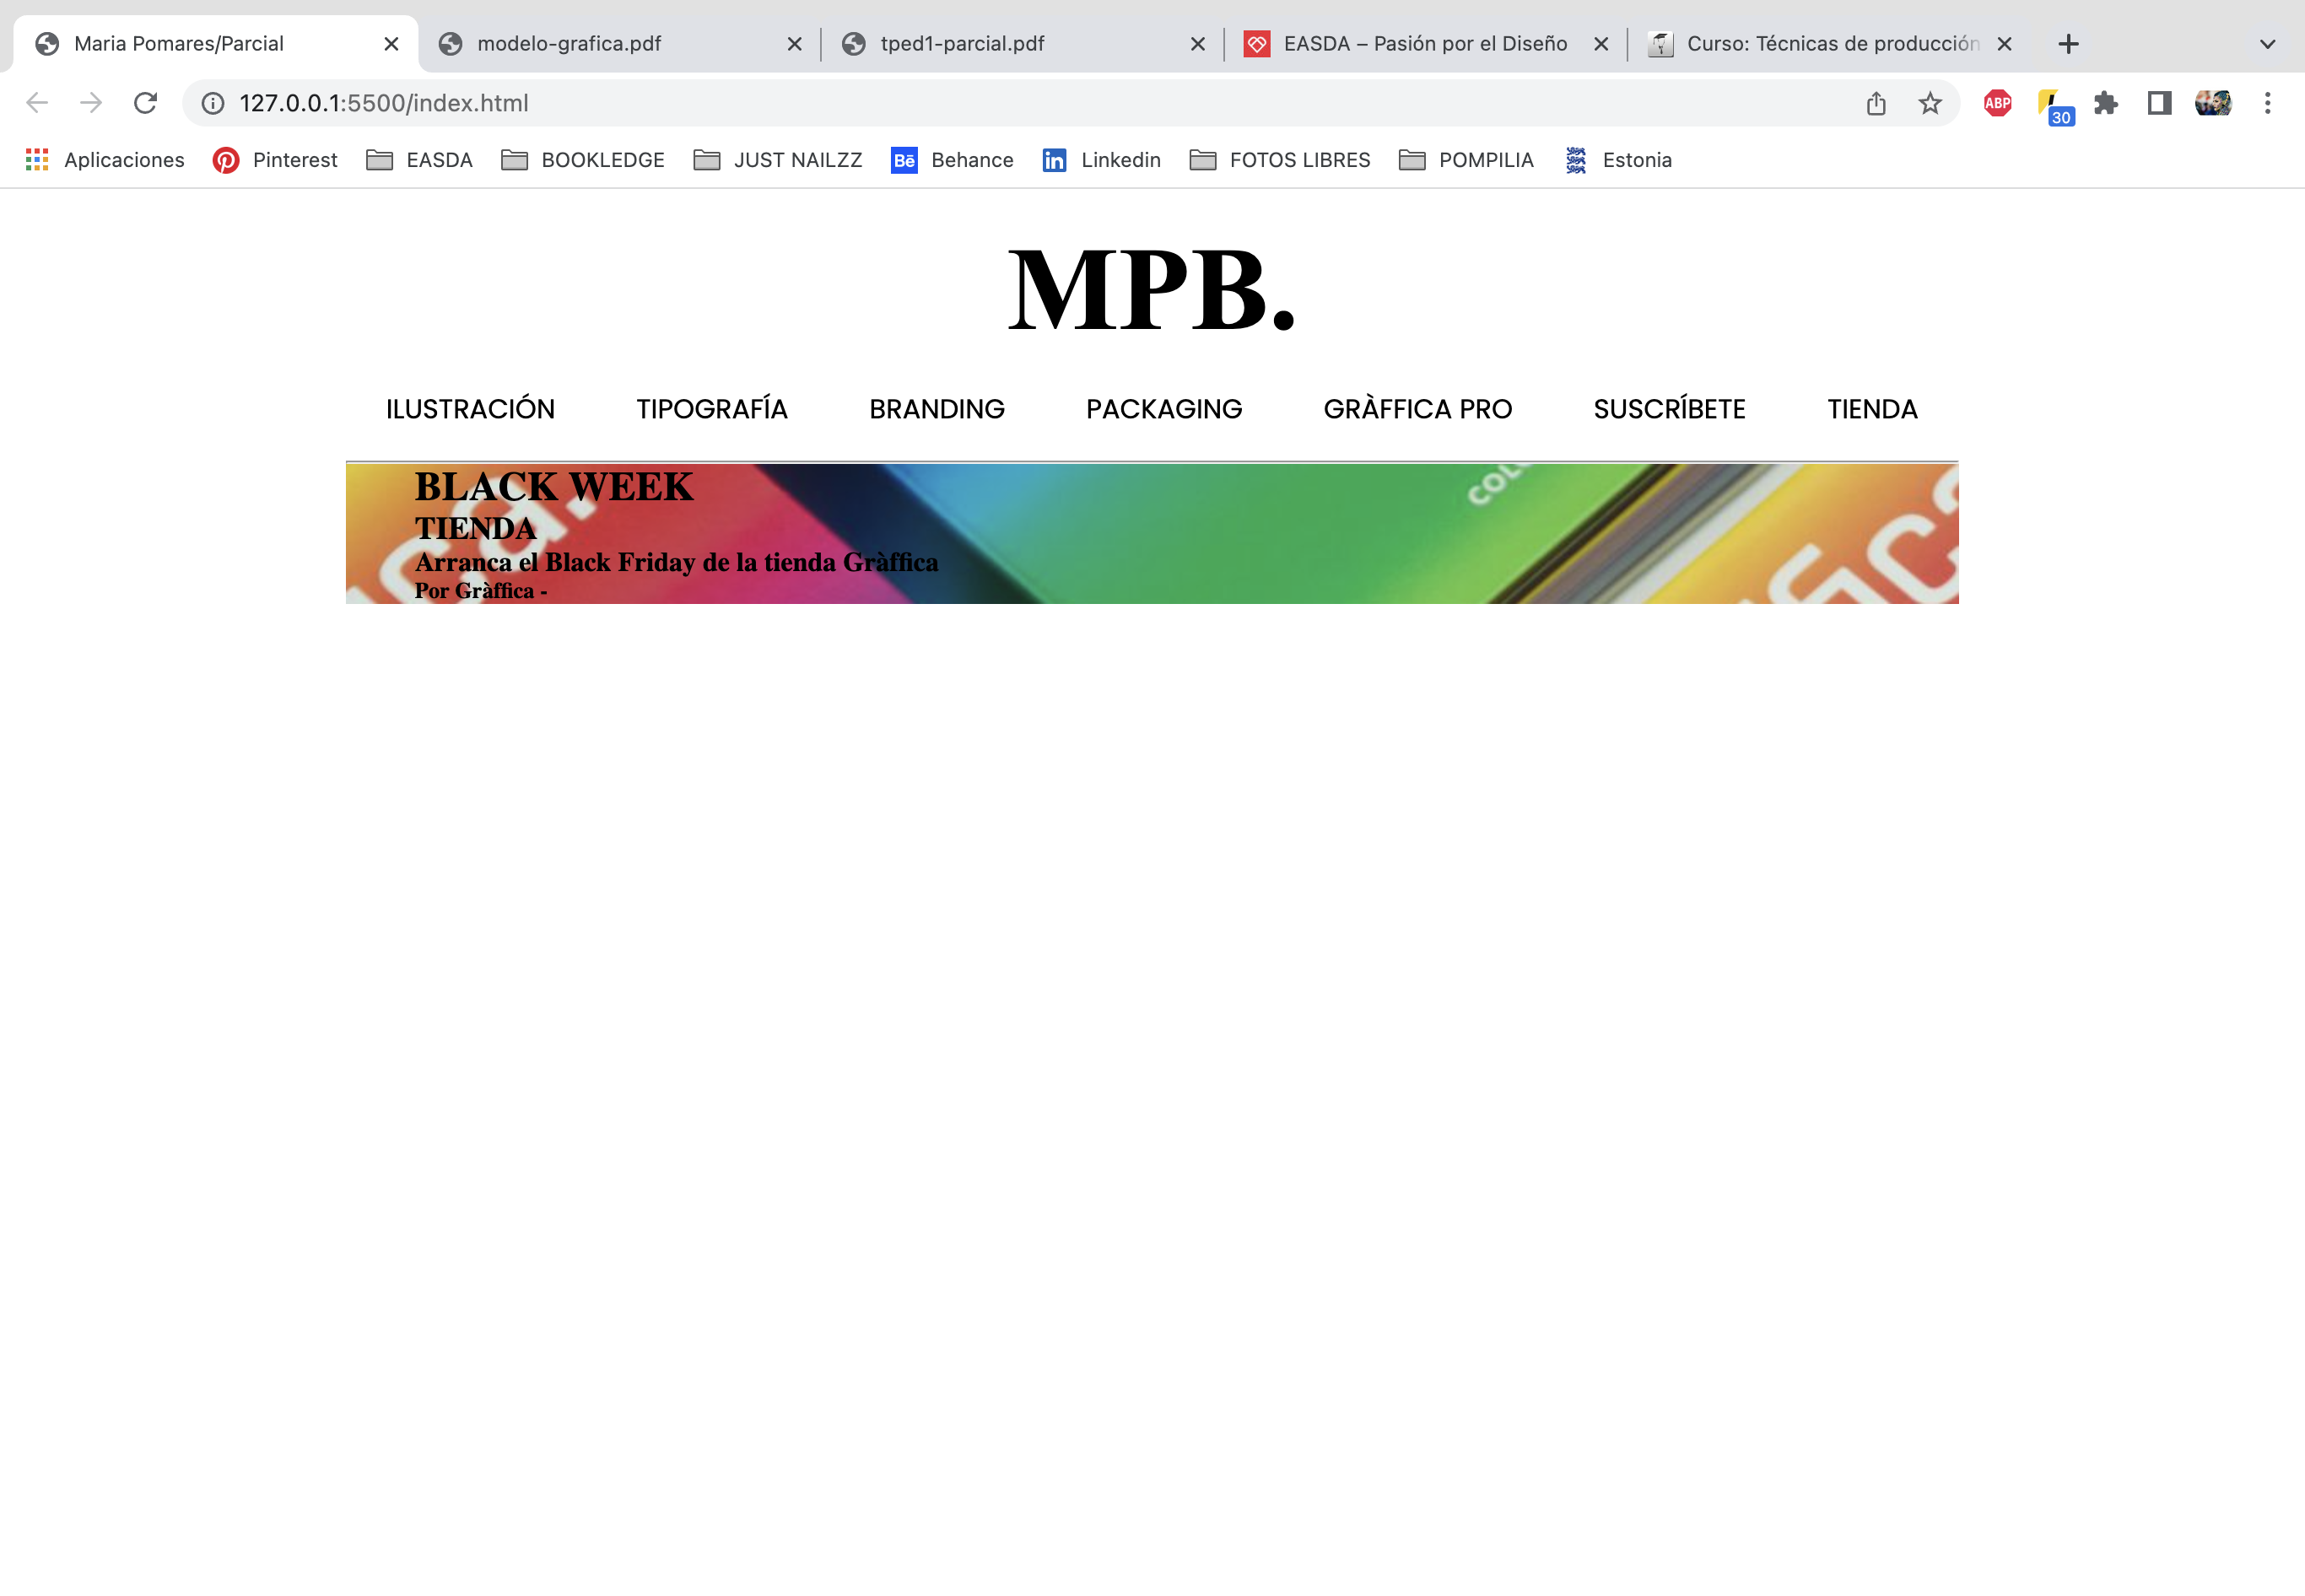 Maria Pomares/Parcial
modelo-grafica.pdf
tped1-parcial.pdf
EASDA – Pasión por el Diseño
Curso: Técnicas de producción
127.0.0.1:5500/index.html
ABP
30
Aplicaciones
Pinterest
EASDA
BOOKLEDGE
JUST NAILZZ
Bē
Behance
in
Linkedin
FOTOS LIBRES
POMPILIA
Estonia
MPB.
ILUSTRACIÓN
TIPOGRAFÍA
BRANDING
PACKAGING
GRÀFFICA PRO
SUSCRÍBETE
TIENDA
BLACK WEEK
TIENDA
Arranca el Black Friday de la tienda Gràffica
Por Gràffica -